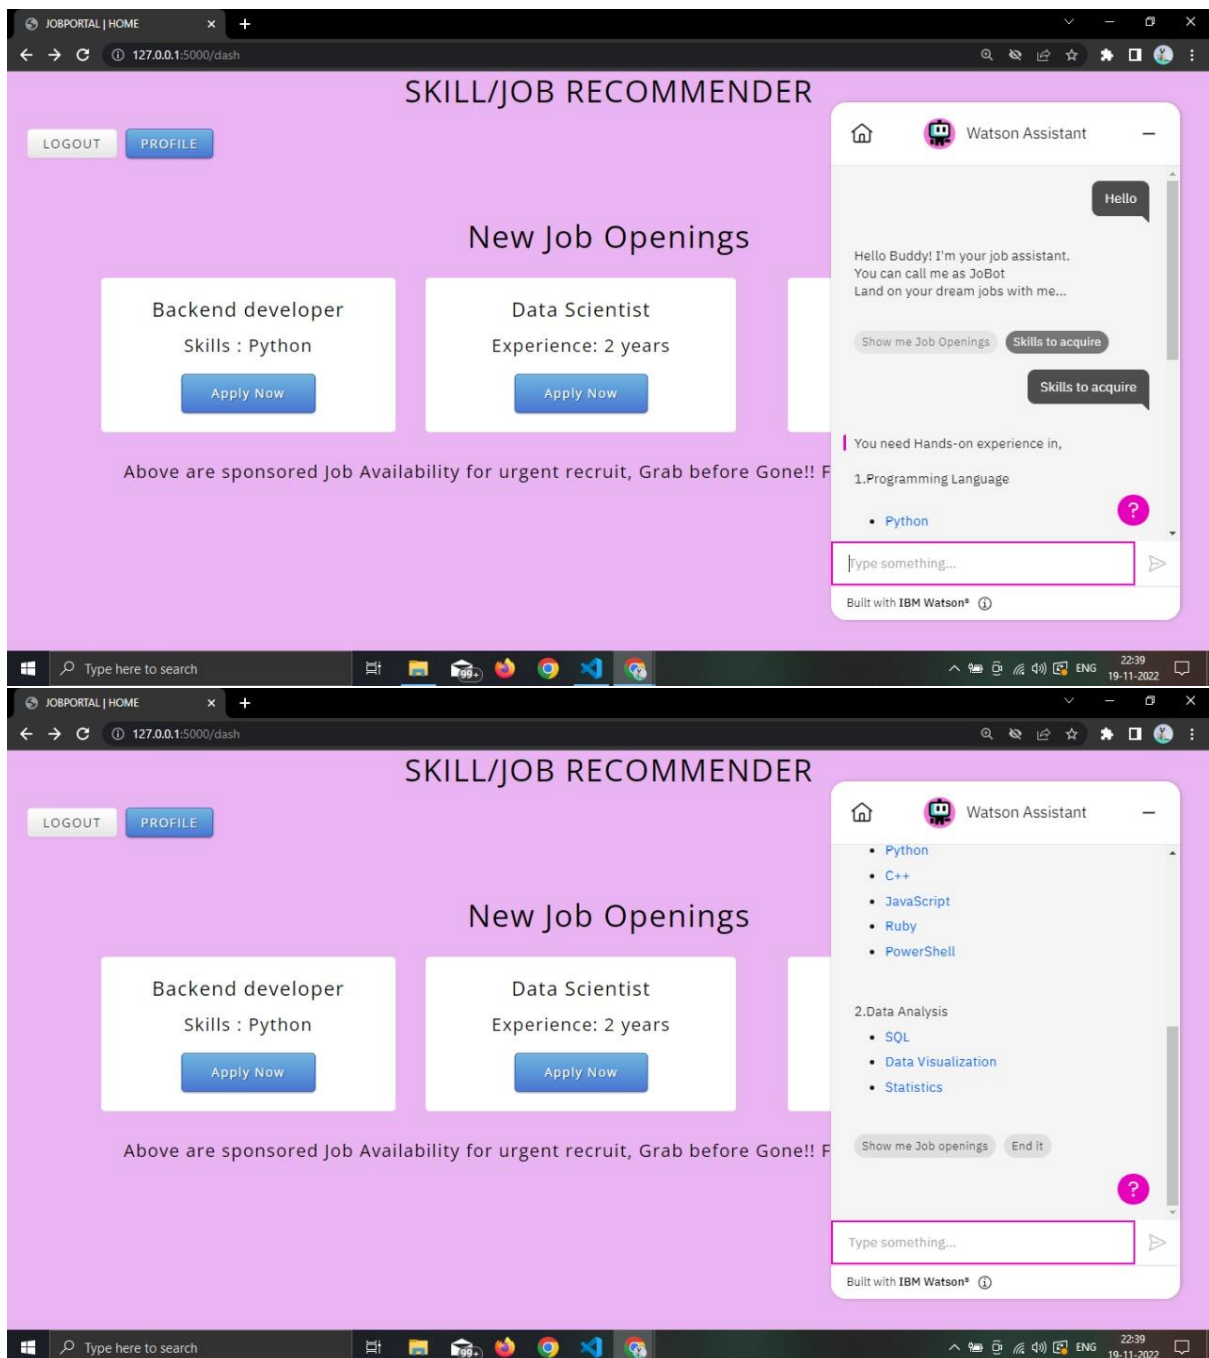 JOBPORTAL | HOME
127.0.0.1:5000/dash
SKILL/JOB RECOMMENDER
LOGOUT
PROFILE
New Job Openings
Backend developer
Skills : Python
Apply Now
Data Scientist
Experience: 2 years
Apply Now
Above are sponsored Job Availability for urgent recruit, Grab before Gone!! F
Watson Assistant
Hello
Hello Buddy! I'm your job assistant.
You can call me as JoBot
Land on your dream jobs with me...
Show me Job Openings
Skills to acquire
Skills to acquire
You need Hands-on experience in,
1.Programming Language
Python
?
Type something...
Built with IBM Watson®
Type here to search
99+
ENG
22:39
19-11-2022
JOBPORTAL | HOME
127.0.0.1:5000/dash
SKILL/JOB RECOMMENDER
LOGOUT
PROFILE
New Job Openings
Backend developer
Skills : Python
Apply Now
Data Scientist
Experience: 2 years
Apply Now
Above are sponsored Job Availability for urgent recruit, Grab before Gone!! F
Watson Assistant
Python
C++
JavaScript
Ruby
PowerShell
2.Data Analysis
SQL
Data Visualization
Statistics
Show me Job openings
End it
?
Type something...
Built with IBM Watson®
Type here to search
99+
ENG
22:39
19-11-2022